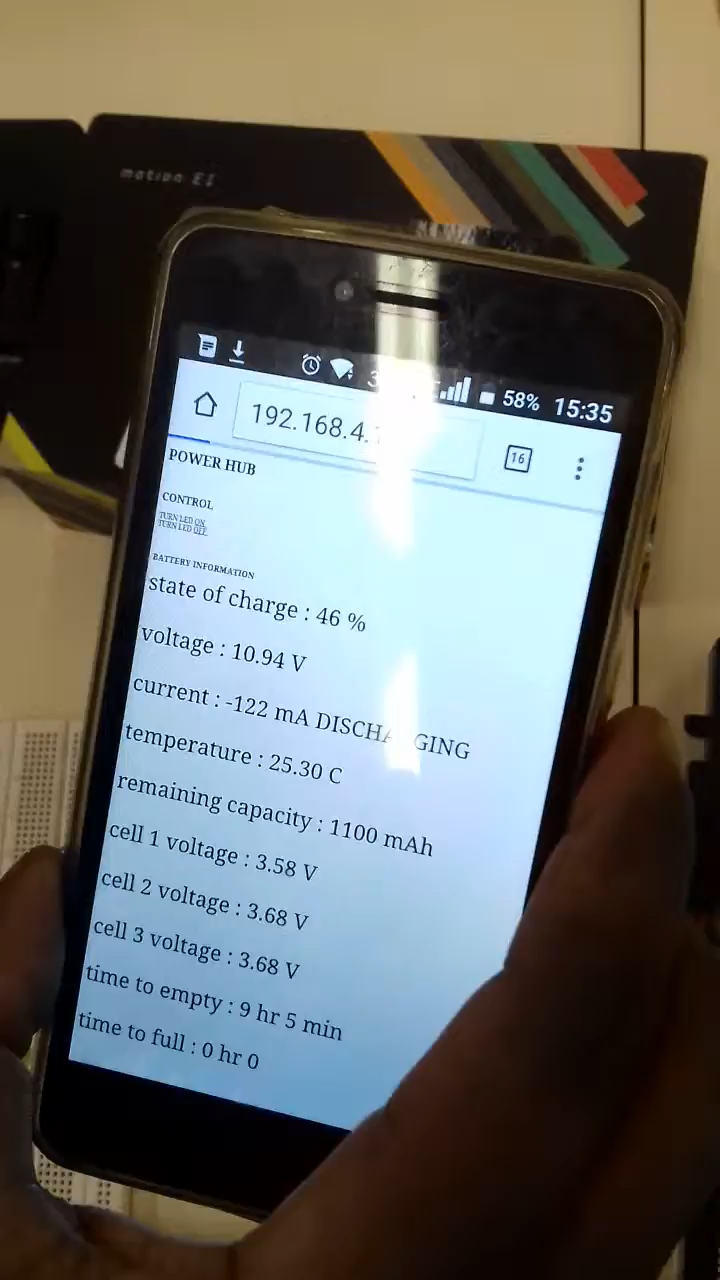 motion EI
58% 15:35
192.168.4.
16
POWER HUB
CONTROL
TURN LED ON
TURN LED OFF
BATTERY INFORMATION
state of charge : 46 %
voltage : 10.94 V
current : -122 mA DISCHARGING
temperature : 25.30 C
remaining capacity : 1100 mAh
cell 1 voltage : 3.58 V
cell 2 voltage : 3.68 V
cell 3 voltage : 3.68 V
time to empty : 9 hr 5 min
time to full : 0 hr 0